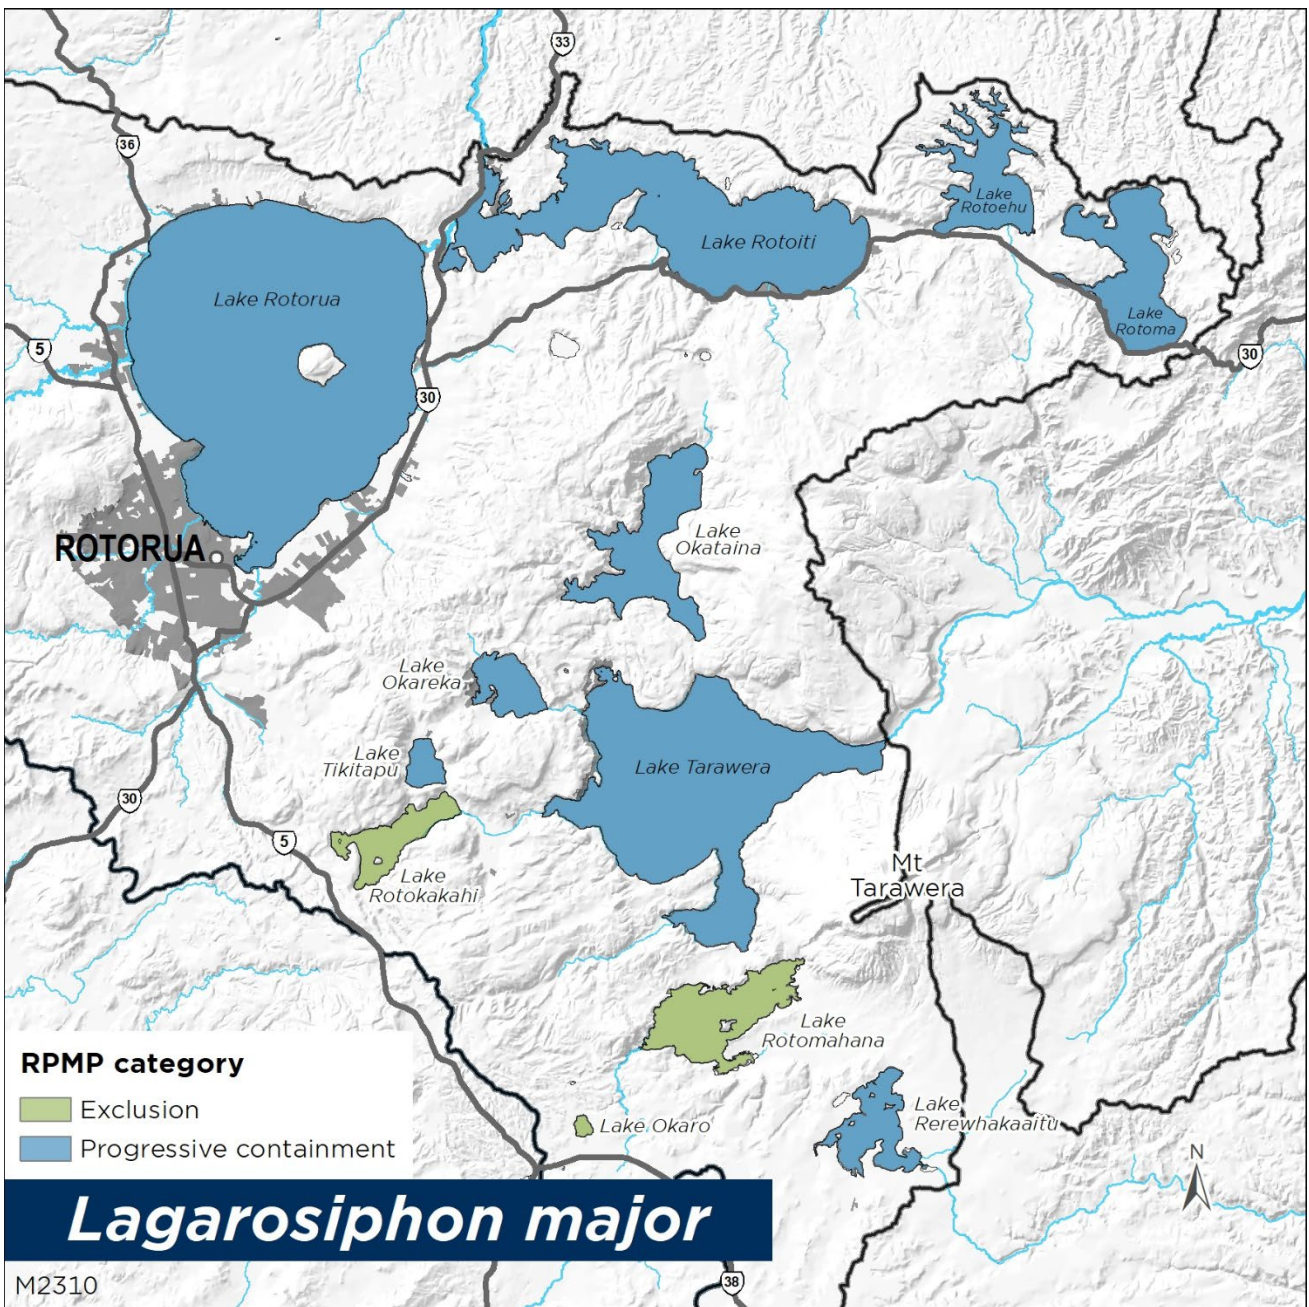 33
36
Lake
Rotoehu
Lake Rotoiti
Lake Rotorua
Lake
Rotoma
5
30
30
Lake
Okataina
ROTORUA
Lake
Okareka
Lake
Tikitapu
Lake Tarawera
30
5
Mt
Tarawera
Lake
Rotokakahi
Lake
Rotomahana
RPMP category
Exclusion
Progressive containment
Lake Okaro
Lake
Rerewhakaaitu
N
Lagarosiphon major
M2310
38